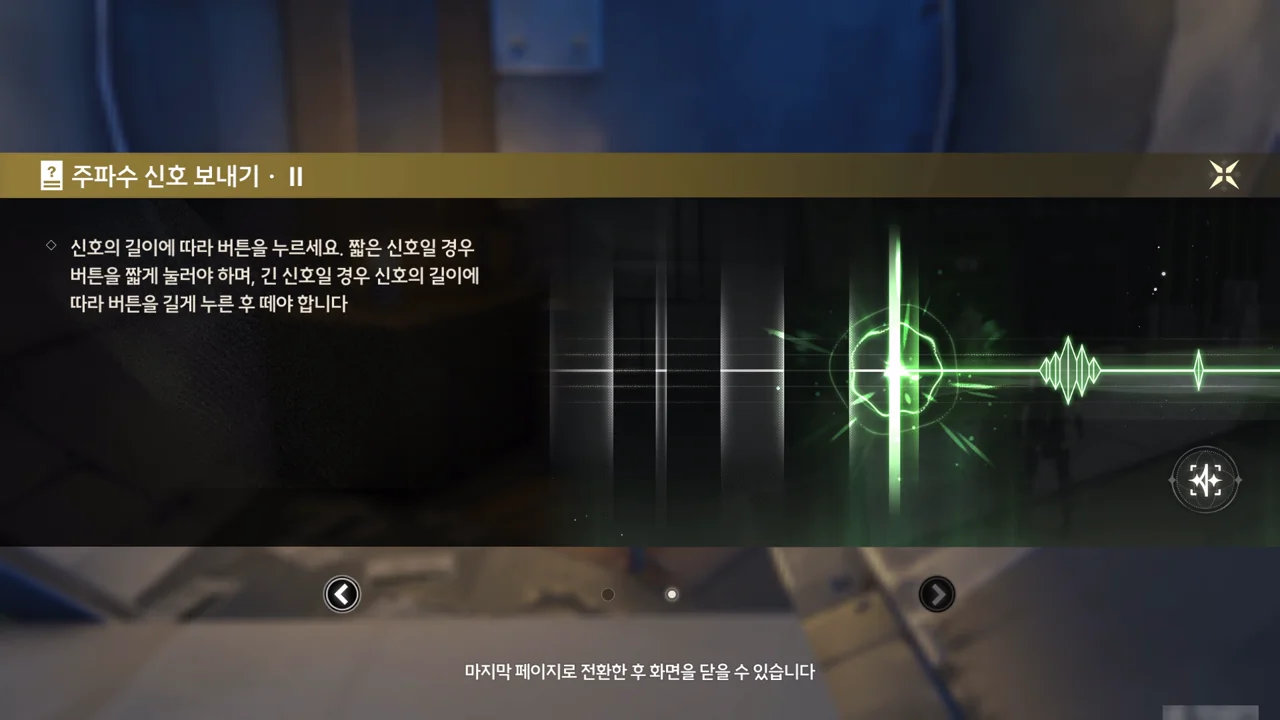 주파수 신호 보내기 · II
신호의 길이에 따라 버튼을 누르세요. 짧은 신호일 경우
버튼을 짧게 눌러야 하며, 긴 신호일 경우 신호의 길이에
따라 버튼을 길게 누른 후 떼야 합니다
마지막 페이지로 전환한 후 화면을 닫을 수 있습니다